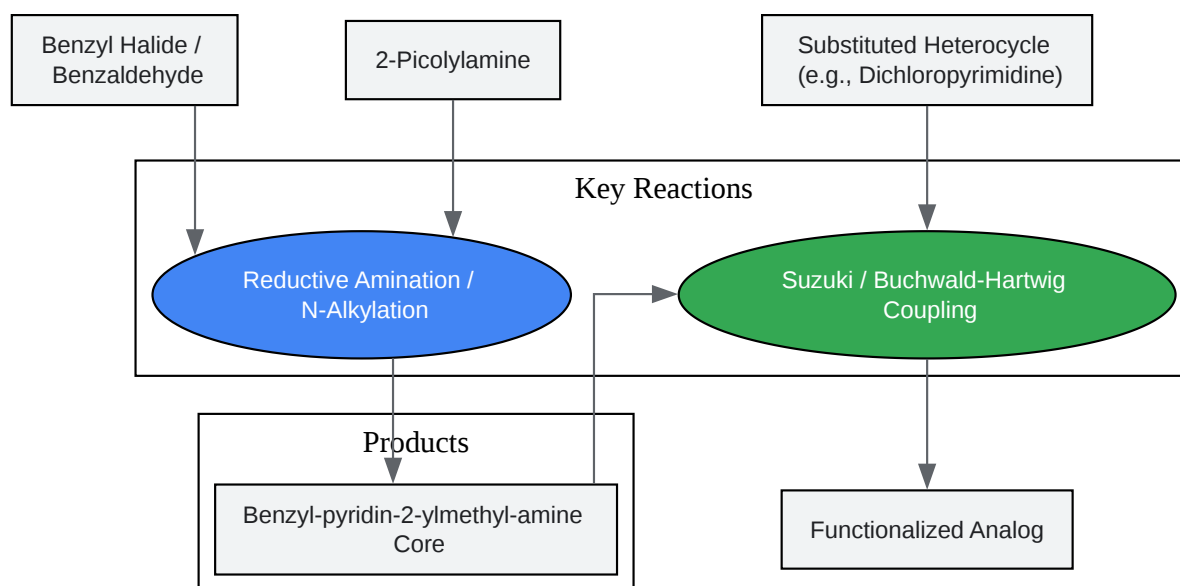 Benzyl Halide /
Benzaldehyde
2-Picolylamine
Substituted Heterocycle
(e.g., Dichloropyrimidine)
Key Reactions
Reductive Amination /
N-Alkylation
Suzuki / Buchwald-Hartwig
Coupling
Products
Benzyl-pyridin-2-ylmethyl-amine
Core
Functionalized Analog